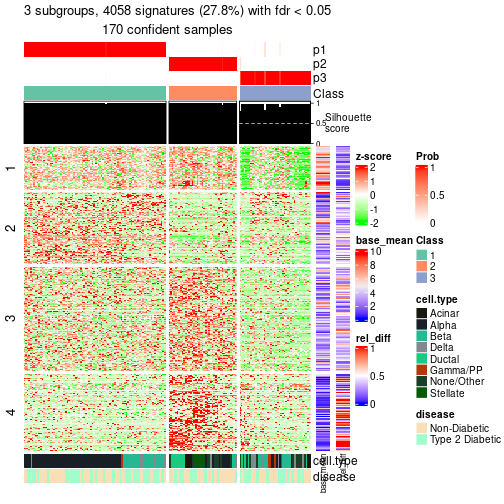 3 subgroups, 4058 signatures (27.8%) with fdr < 0.05
170 confident samples
p1
p2
p3
Class
1
0.5
0
Silhouette
score
1
2
3
4
cell.type
disease
base_mean
rel_diff
z-score
2
1
0
-1
-2
base_mean
10
8
6
4
2
0
rel_diff
1
0.5
0
Prob
1
0.5
0
Class
1
2
3
cell.type
Acinar
Alpha
Beta
Delta
Ductal
Gamma/PP
None/Other
Stellate
disease
Non-Diabetic
Type 2 Diabetic